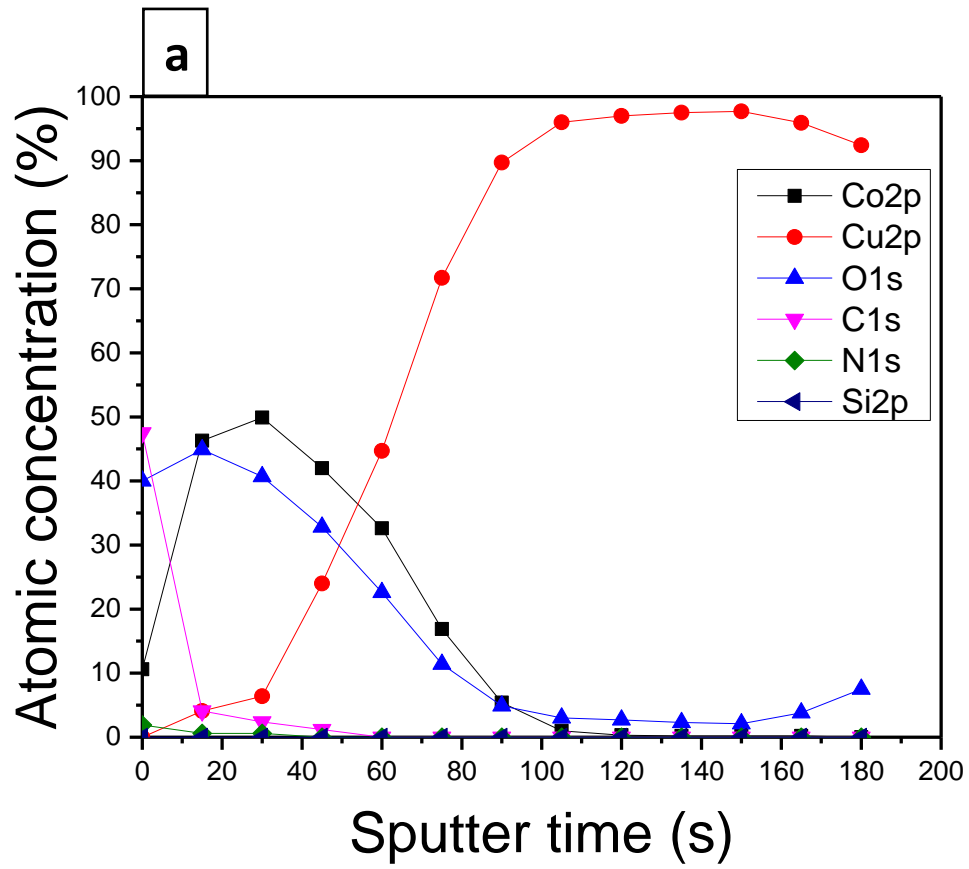 a
Atomic concentration (%)
100
90
80
70
60
50
40
30
20
10
0
Co2p
Cu2p
O1s
C1s
N1s
Si2p
0 20 40 60 80 100 120 140 160 180 200
Sputter time (s)